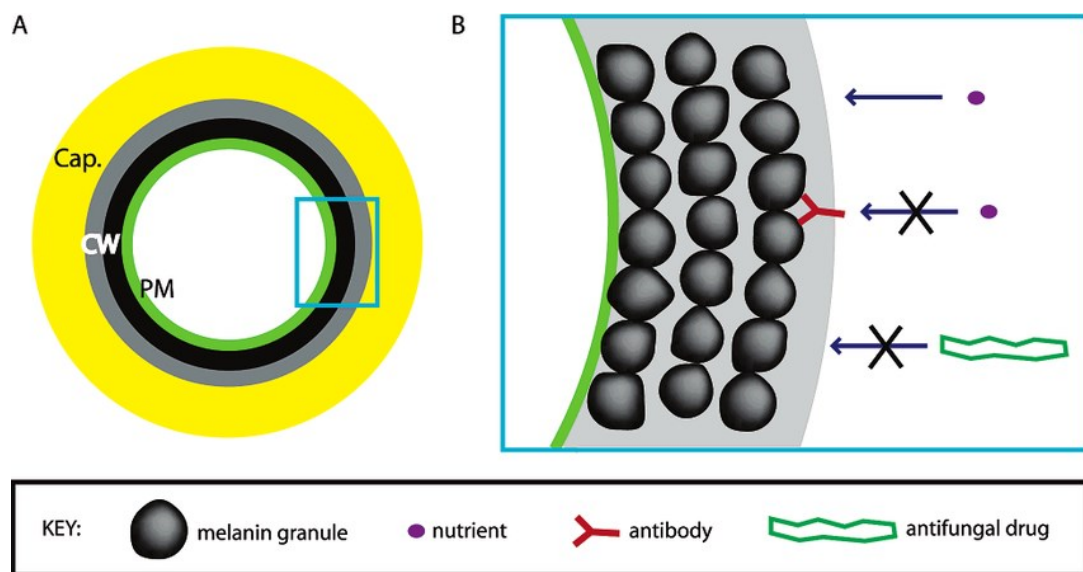 A
B
Cap.
CW
PM
KEY:
melanin granule
nutrient
antibody
antifungal drug